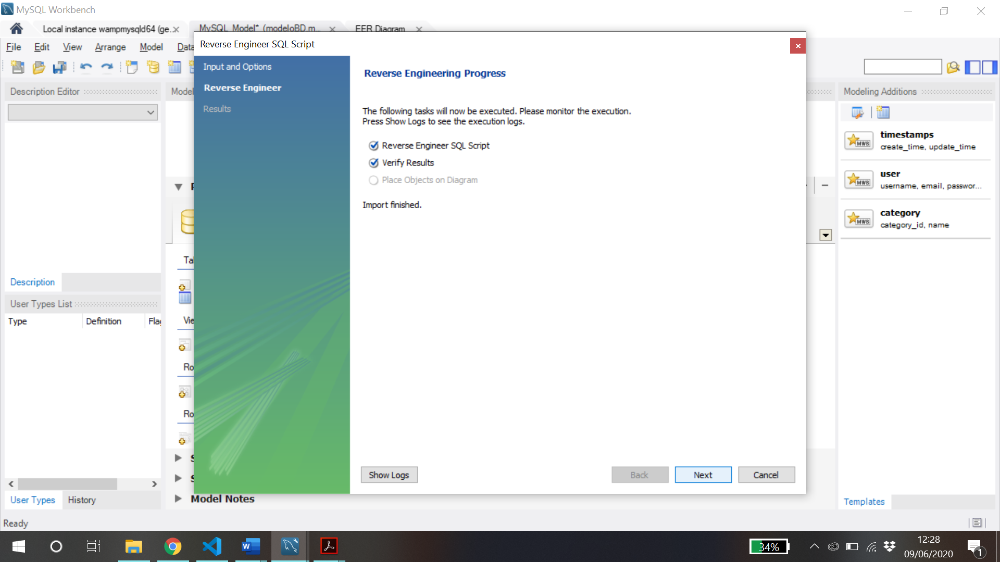 MySQL Workbench
Local instance wampmysqld64 (ge..
MySQL Model* (modeloBD.m...
EER Diagram
File Edit View Arrange Model Data
Reverse Engineer SQL Script
Input and Options
Reverse Engineer
Results
Reverse Engineering Progress
The following tasks will now be executed. Please monitor the execution.
Press Show Logs to see the execution logs.
Reverse Engineer SQL Script
Verify Results
Place Objects on Diagram
Import finished.
Show Logs
Back
Next
Cancel
Description Editor
Description
User Types List
Type Definition Flag
User Types
History
Model
Ta
Vie
Ro
Ro
Model Notes
Modeling Additions
timestamps
create_time, update_time
user
username, email, passwor...
category
category_id, name
MWB
MWB
MWB
Templates
Ready
34%
12:28
09/06/2020
1